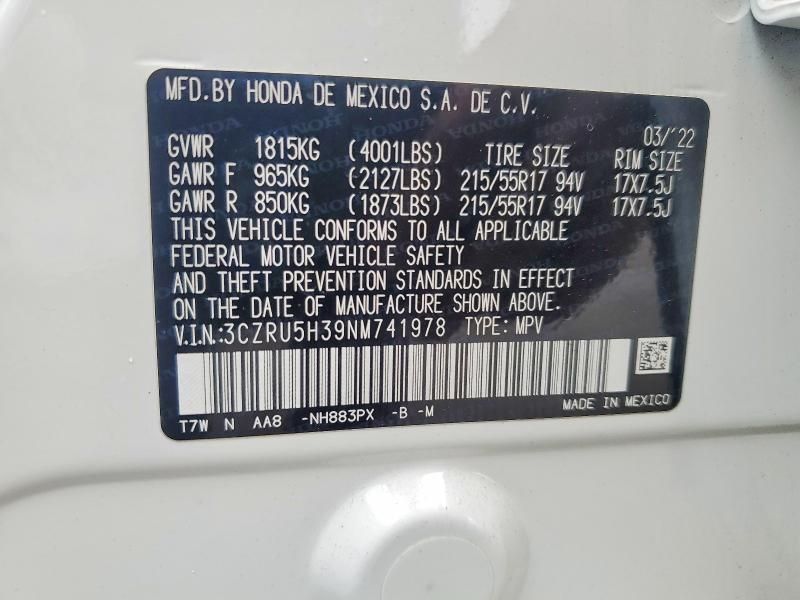 MFD.BY HONDA DE MEXICO S.A. DE C.V.
03/'22
GVWR 1815KG (4001LBS) TIRE SIZE RIM SIZE
GAWR F 965KG (2127LBS) 215/55R17 94V 17X7.5J
GAWR R 850KG (1873LBS) 215/55R17 94V 17X7.5J
THIS VEHICLE CONFORMS TO ALL APPLICABLE
FEDERAL MOTOR VEHICLE SAFETY
AND THEFT PREVENTION STANDARDS IN EFFECT
ON THE DATE OF MANUFACTURE SHOWN ABOVE.
V.I.N:3CZRU5H39NM741978 TYPE: MPV
T7W N AA8 -NH883PX -B -M MADE IN MEXICO